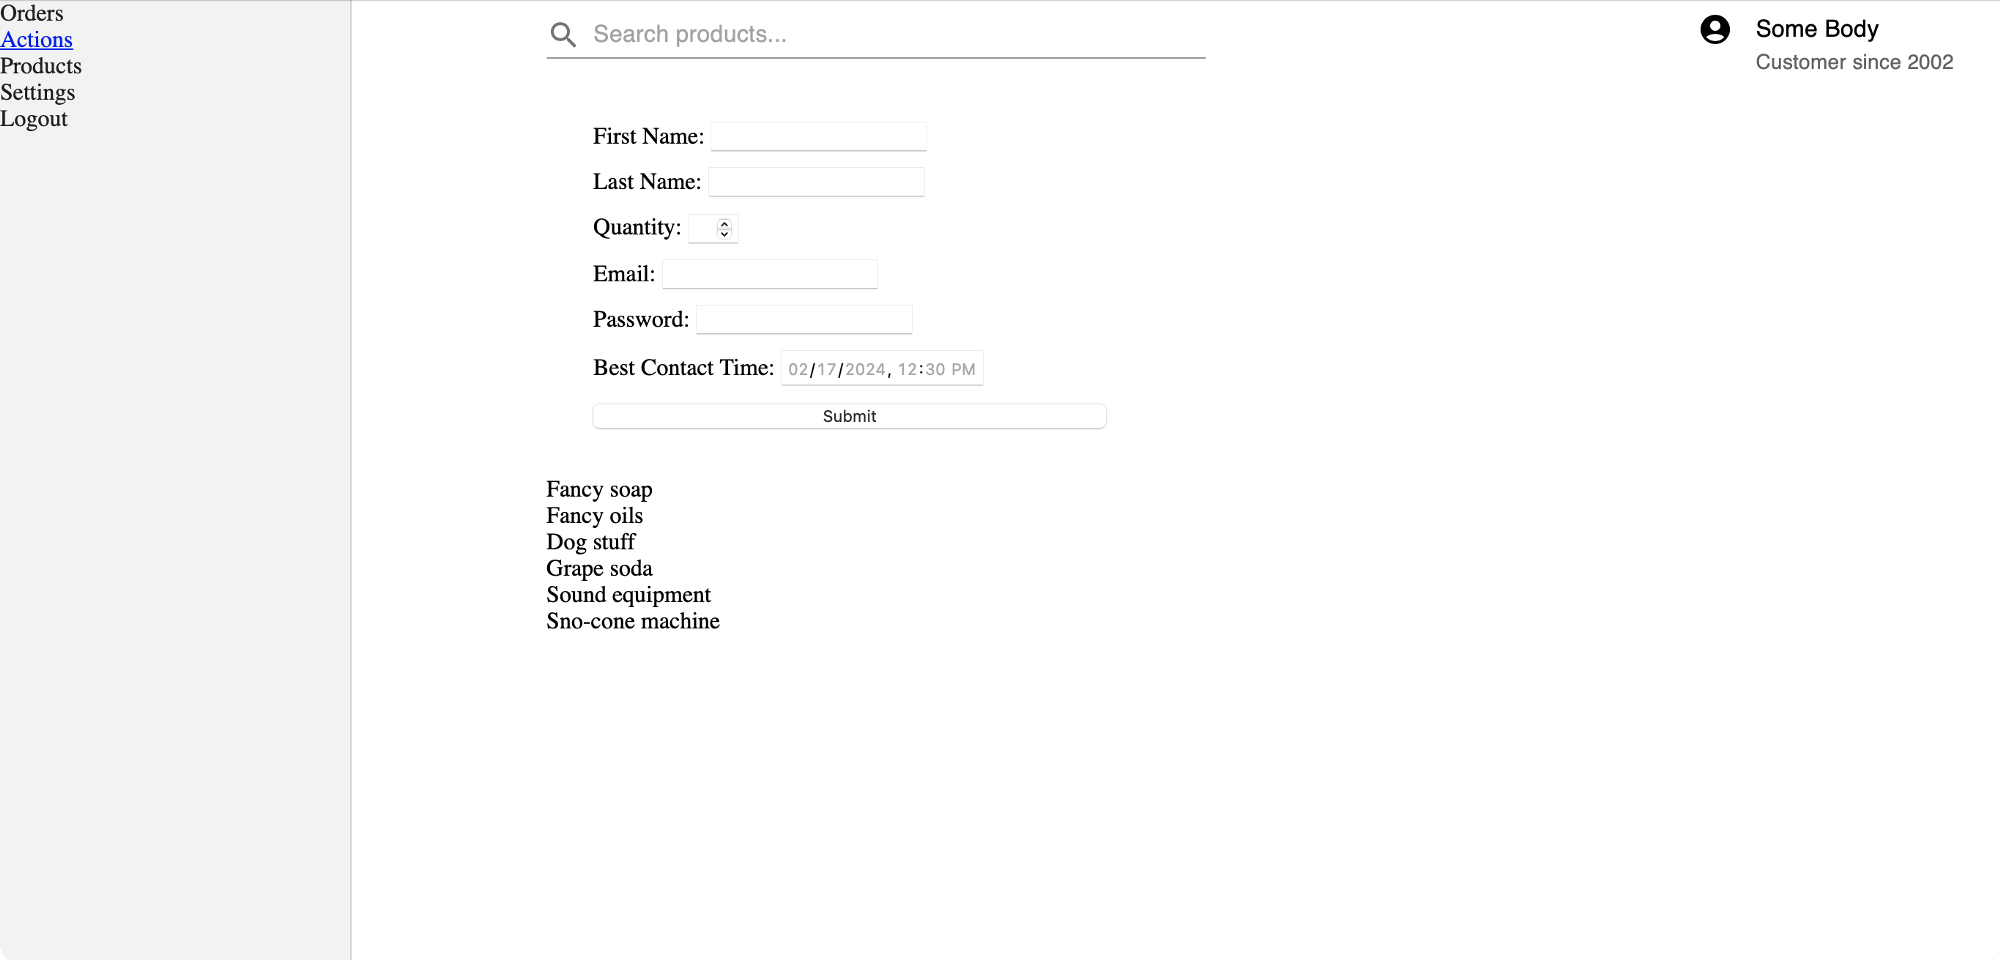 Orders
Actions
Products
Settings
Logout
Search products...
Some Body
Customer since 2002
First Name:
Last Name:
Quantity:
Email:
Password:
Best Contact Time: 02/17/2024, 12:30 PM
Submit
Fancy soap
Fancy oils
Dog stuff
Grape soda
Sound equipment
Sno-cone machine